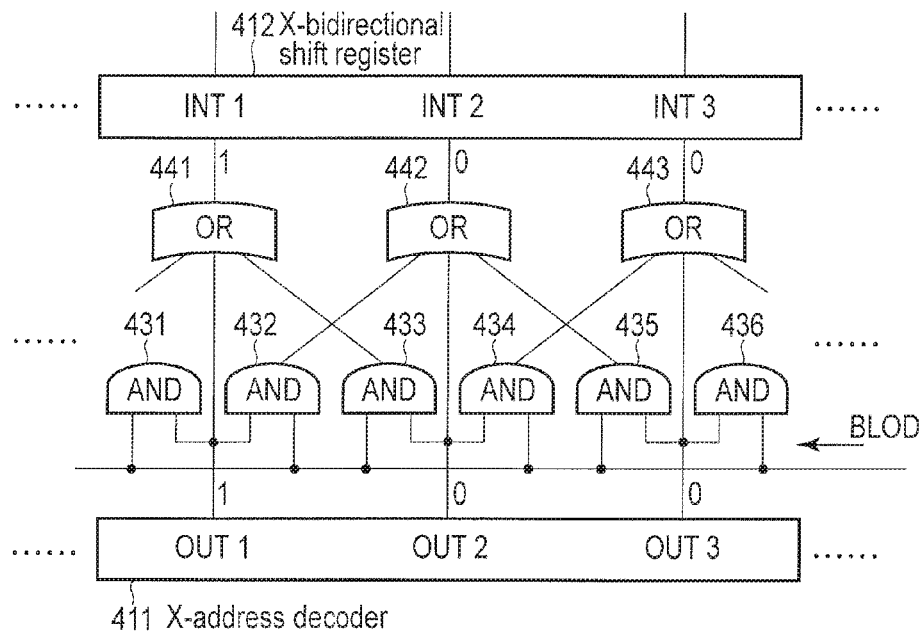 412 X-bidirectional
shift register
...... INT 1 INT 2 INT 3 ......
1 0 0
441 442 443
OR OR OR
431 432 433 434 435 436
...... ......
AND AND AND AND AND AND
BLOD
1 0 0
...... OUT 1 OUT 2 OUT 3 ......
411 X-address decoder